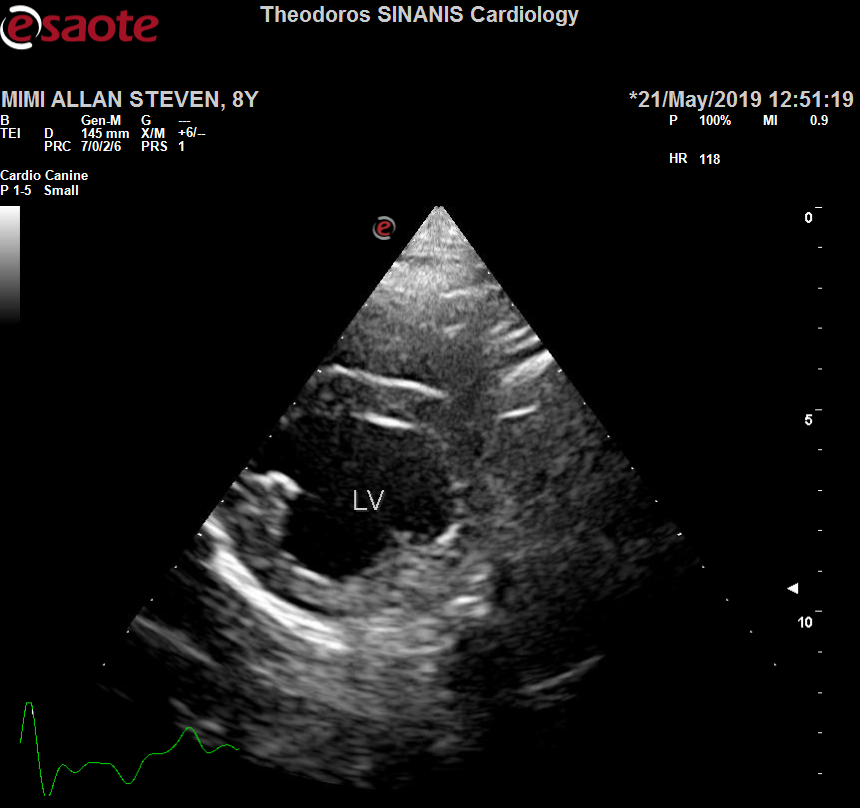 esaote
Theodoros SINANIS Cardiology
MIMI ALLAN STEVEN, 8Y
*21/May/2019 12:51:19
B Gen-M G ---
TEI D 145 mm X/M +6/--
PRC 7/0/2/6 PRS 1
P 100% MI 0.9
HR 118
Cardio Canine
P 1-5 Small
e
0
5
LV
10